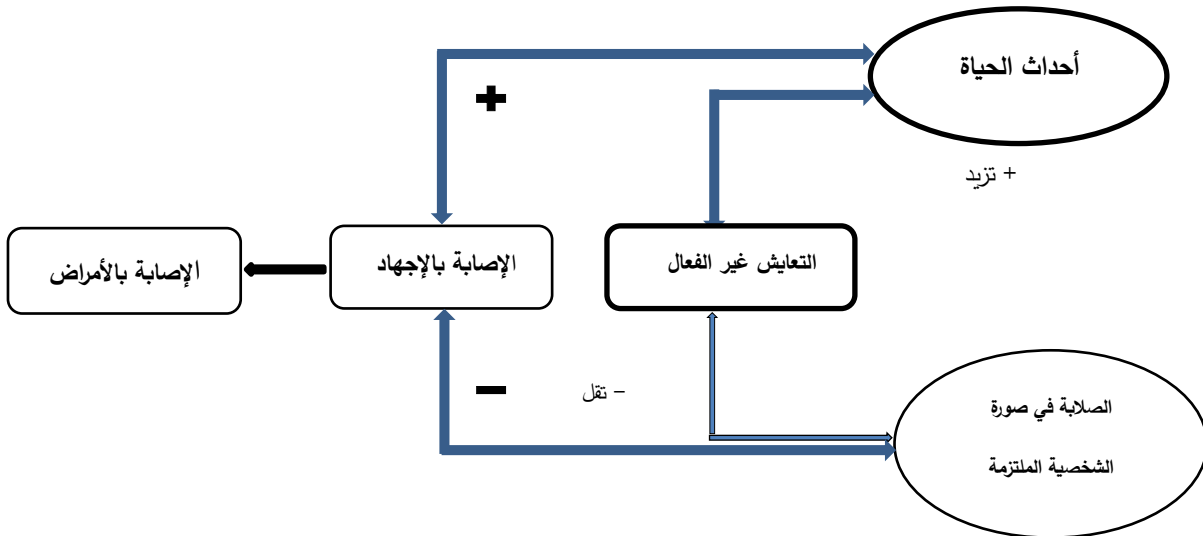 أحداث الحياة
+
+ تزيد
التعايش غير الفعال
الإصابة بالإجهاد
الإصابة بالأمراض
–
– تقل
الصلابة في صورة
الشخصية الملتزمة